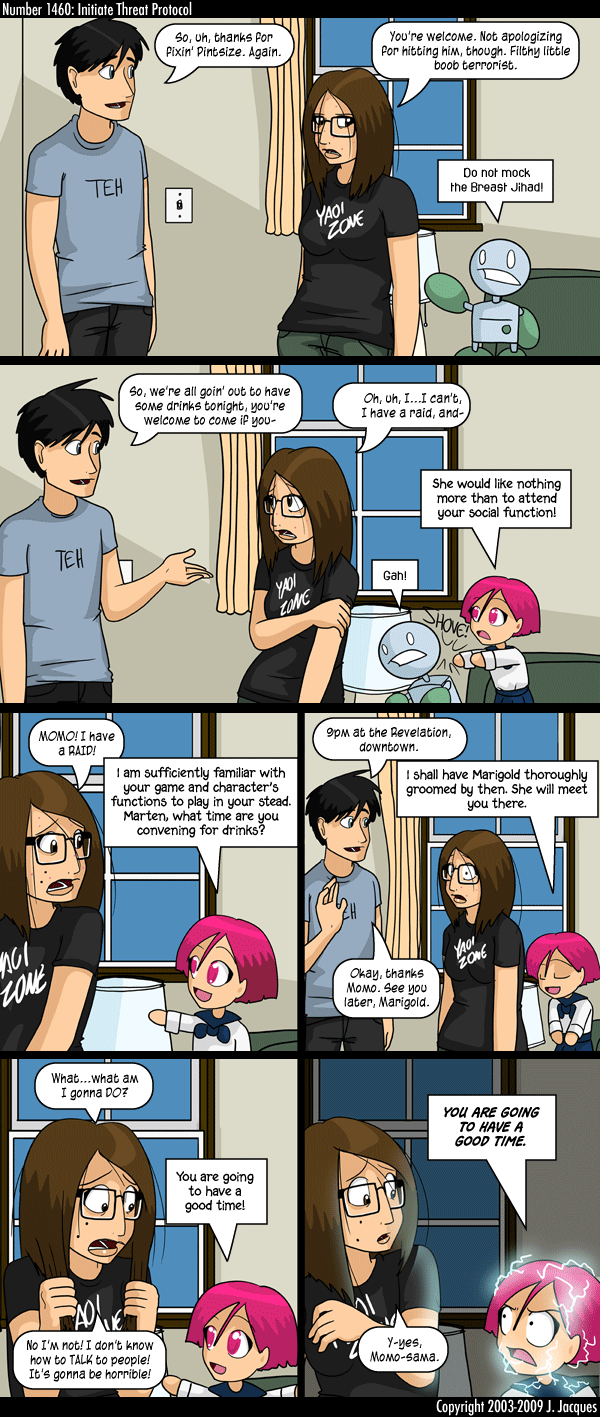 Number 1460: Initiate Threat Protocol
So, uh, thanks for
fixin' Pintsize. Again.
You're welcome. Not apologizing
for hitting him, though. Filthy little
boob terrorist.
Do not mock
the Breast Jihad!
TEH
YAOI
ZONE
So, we're all goin' out to have
some drinks tonight, you're
welcome to come if you-
Oh, uh, I...I can't,
I have a raid, and-
She would like nothing
more than to attend
your social function!
Gah!
SHOVE!
TEH
YAOI
ZONE
MOMO! I have
a RAID!
I am sufficiently familiar with
your game and character's
functions to play in your stead.
Marten, what time are you
convening for drinks?
YAOI
ZONE
9pm at the Revelation,
downtown.
I shall have Marigold thoroughly
groomed by then. She will meet
you there.
EH
YAOI
ZONE
Okay, thanks
Momo. See you
later, Marigold.
What...what am
I gonna DO?
You are going
to have a
good time!
AOI
NE
No I'm not! I don't know
how to TALK to people!
It's gonna be horrible!
YOU ARE GOING
TO HAVE A
GOOD TIME.
Y-yes,
Momo-sama.
Copyright 2003-2009 J. Jacques